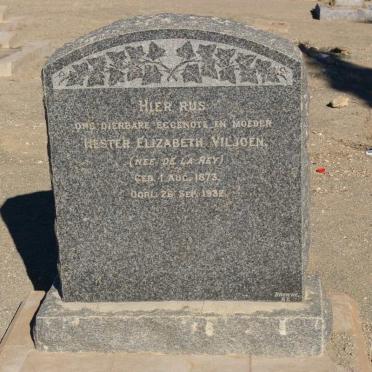 HIER RUS
ONS DIERBARE EGGENOTE EN MOEDER
HESTER ELIZABETH VILJOEN.
(NEE DE LA REY)
GEB. 1 AUG. 1873.
OORL. 26 SEP. 1932.